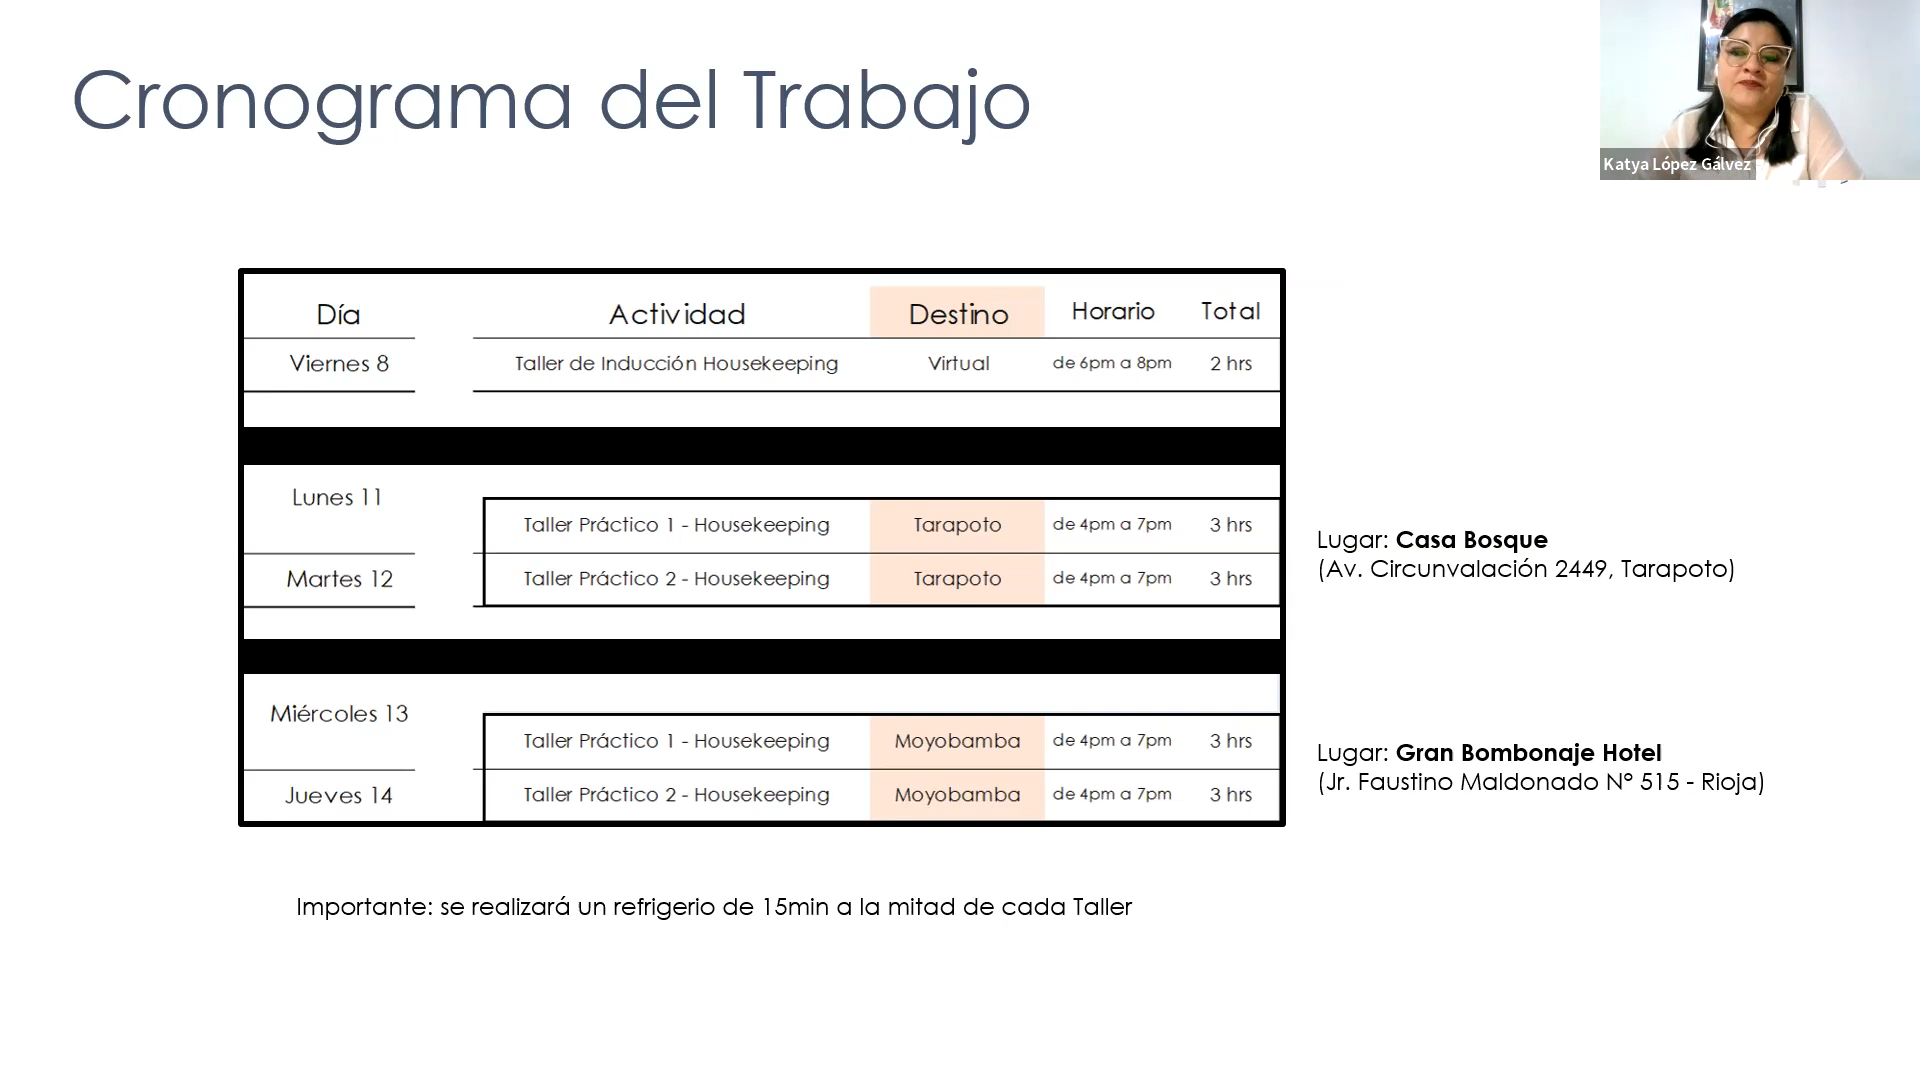 Cronograma del Trabajo
Katya López Gálvez
Día Actividad Destino Horario Total
Viernes 8 Taller de Inducción Housekeeping Virtual de 6pm a 8pm 2 hrs
Lunes 11
Taller Práctico 1 - Housekeeping Tarapoto de 4pm a 7pm 3 hrs
Lugar: Casa Bosque
(Av. Circunvalación 2449, Tarapoto)
Martes 12 Taller Práctico 2 - Housekeeping Tarapoto de 4pm a 7pm 3 hrs
Miércoles 13
Taller Práctico 1 - Housekeeping Moyobamba de 4pm a 7pm 3 hrs
Lugar: Gran Bombonaje Hotel
(Jr. Faustino Maldonado N° 515 - Rioja)
Jueves 14 Taller Práctico 2 - Housekeeping Moyobamba de 4pm a 7pm 3 hrs
Importante: se realizará un refrigerio de 15min a la mitad de cada Taller